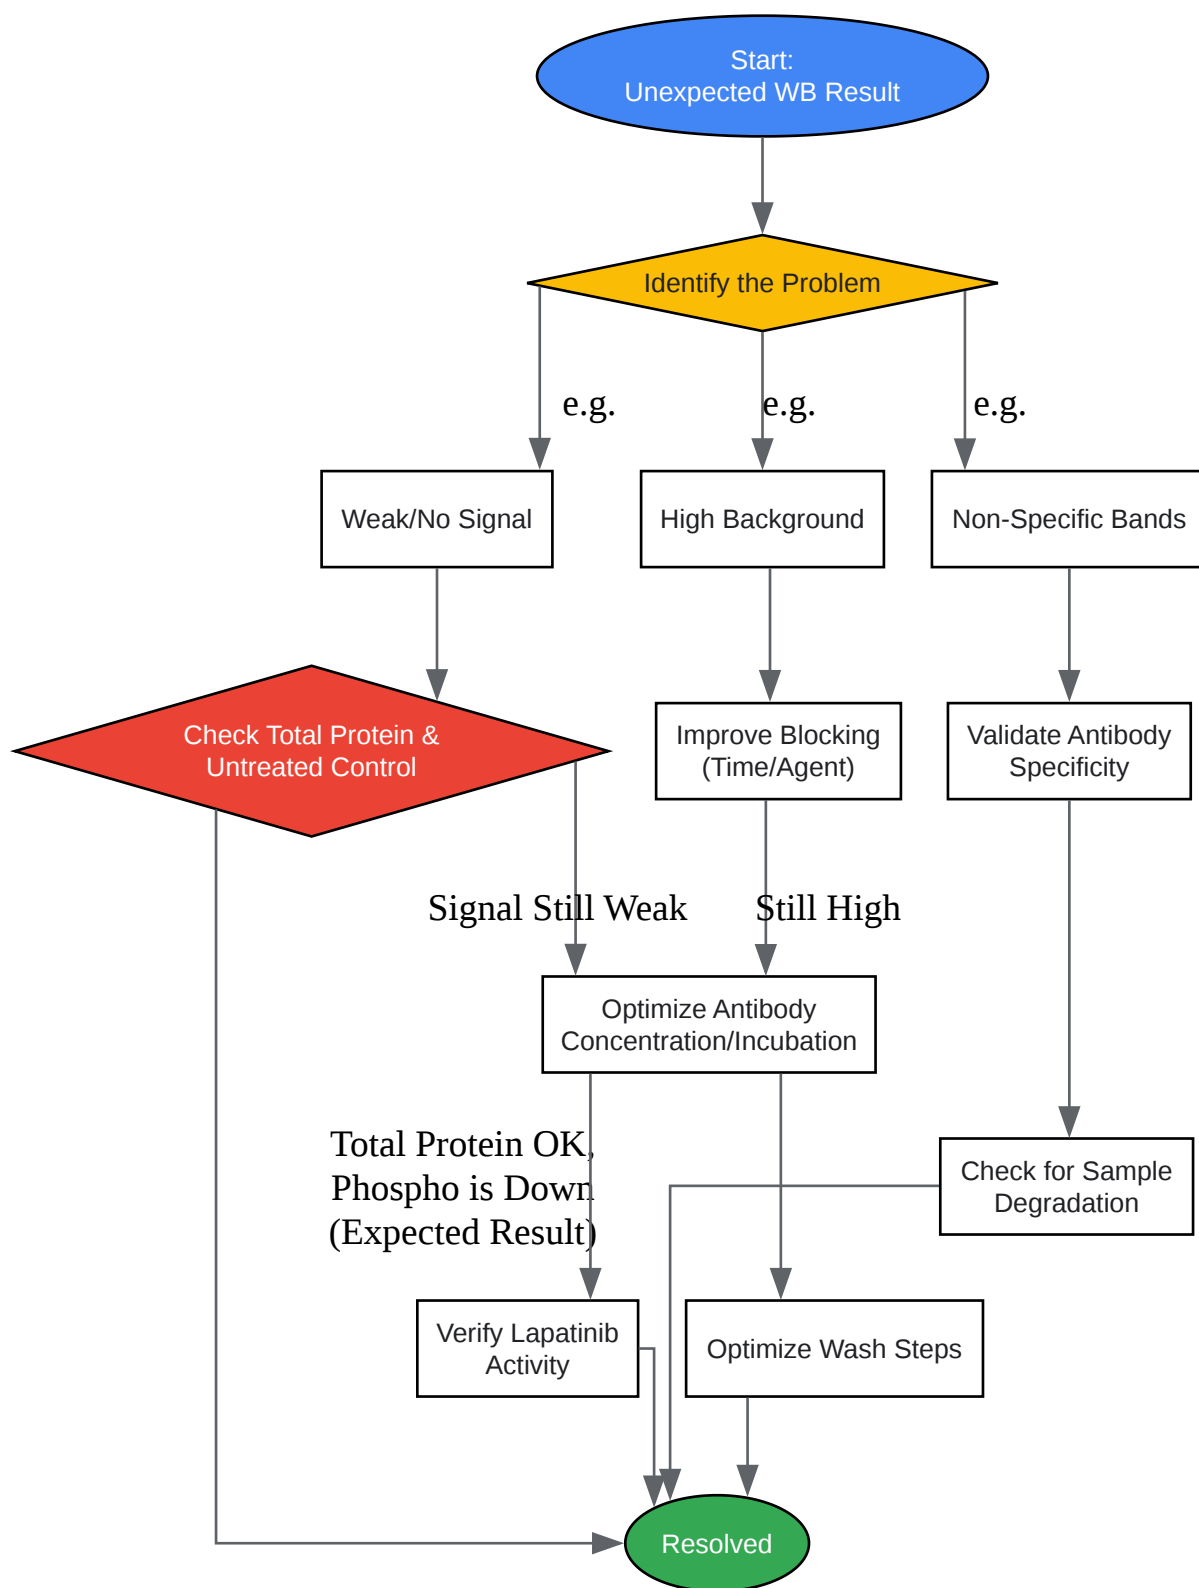 Start:
Unexpected WB Result
Identify the Problem
e.g.
e.g.
e.g.
Weak/No Signal
High Background
Non-Specific Bands
Check Total Protein &
Untreated Control
Improve Blocking
(Time/Agent)
Validate Antibody
Specificity
Signal Still Weak
Still High
Optimize Antibody
Concentration/Incubation
Total Protein OK,
Phospho is Down
(Expected Result)
Check for Sample
Degradation
Verify Lapatinib
Activity
Optimize Wash Steps
Resolved